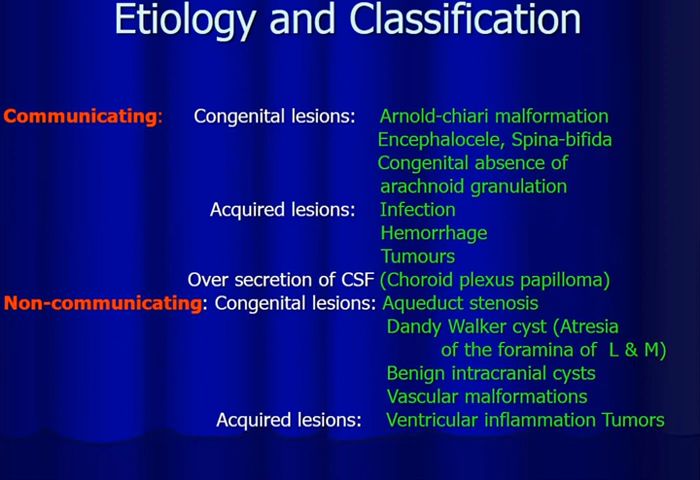 Etiology and Classification
Communicating: Congenital lesions: Arnold-chiari malformation
Encephalocele, Spina-bifida
Congenital absence of
arachnoid granulation
Acquired lesions: Infection
Hemorrhage
Tumours
Over secretion of CSF (Choroid plexus papilloma)
Non-communicating: Congenital lesions: Aqueduct stenosis
Dandy Walker cyst (Atresia
of the foramina of L & M)
Benign intracranial cysts
Vascular malformations
Acquired lesions: Ventricular inflammation Tumors